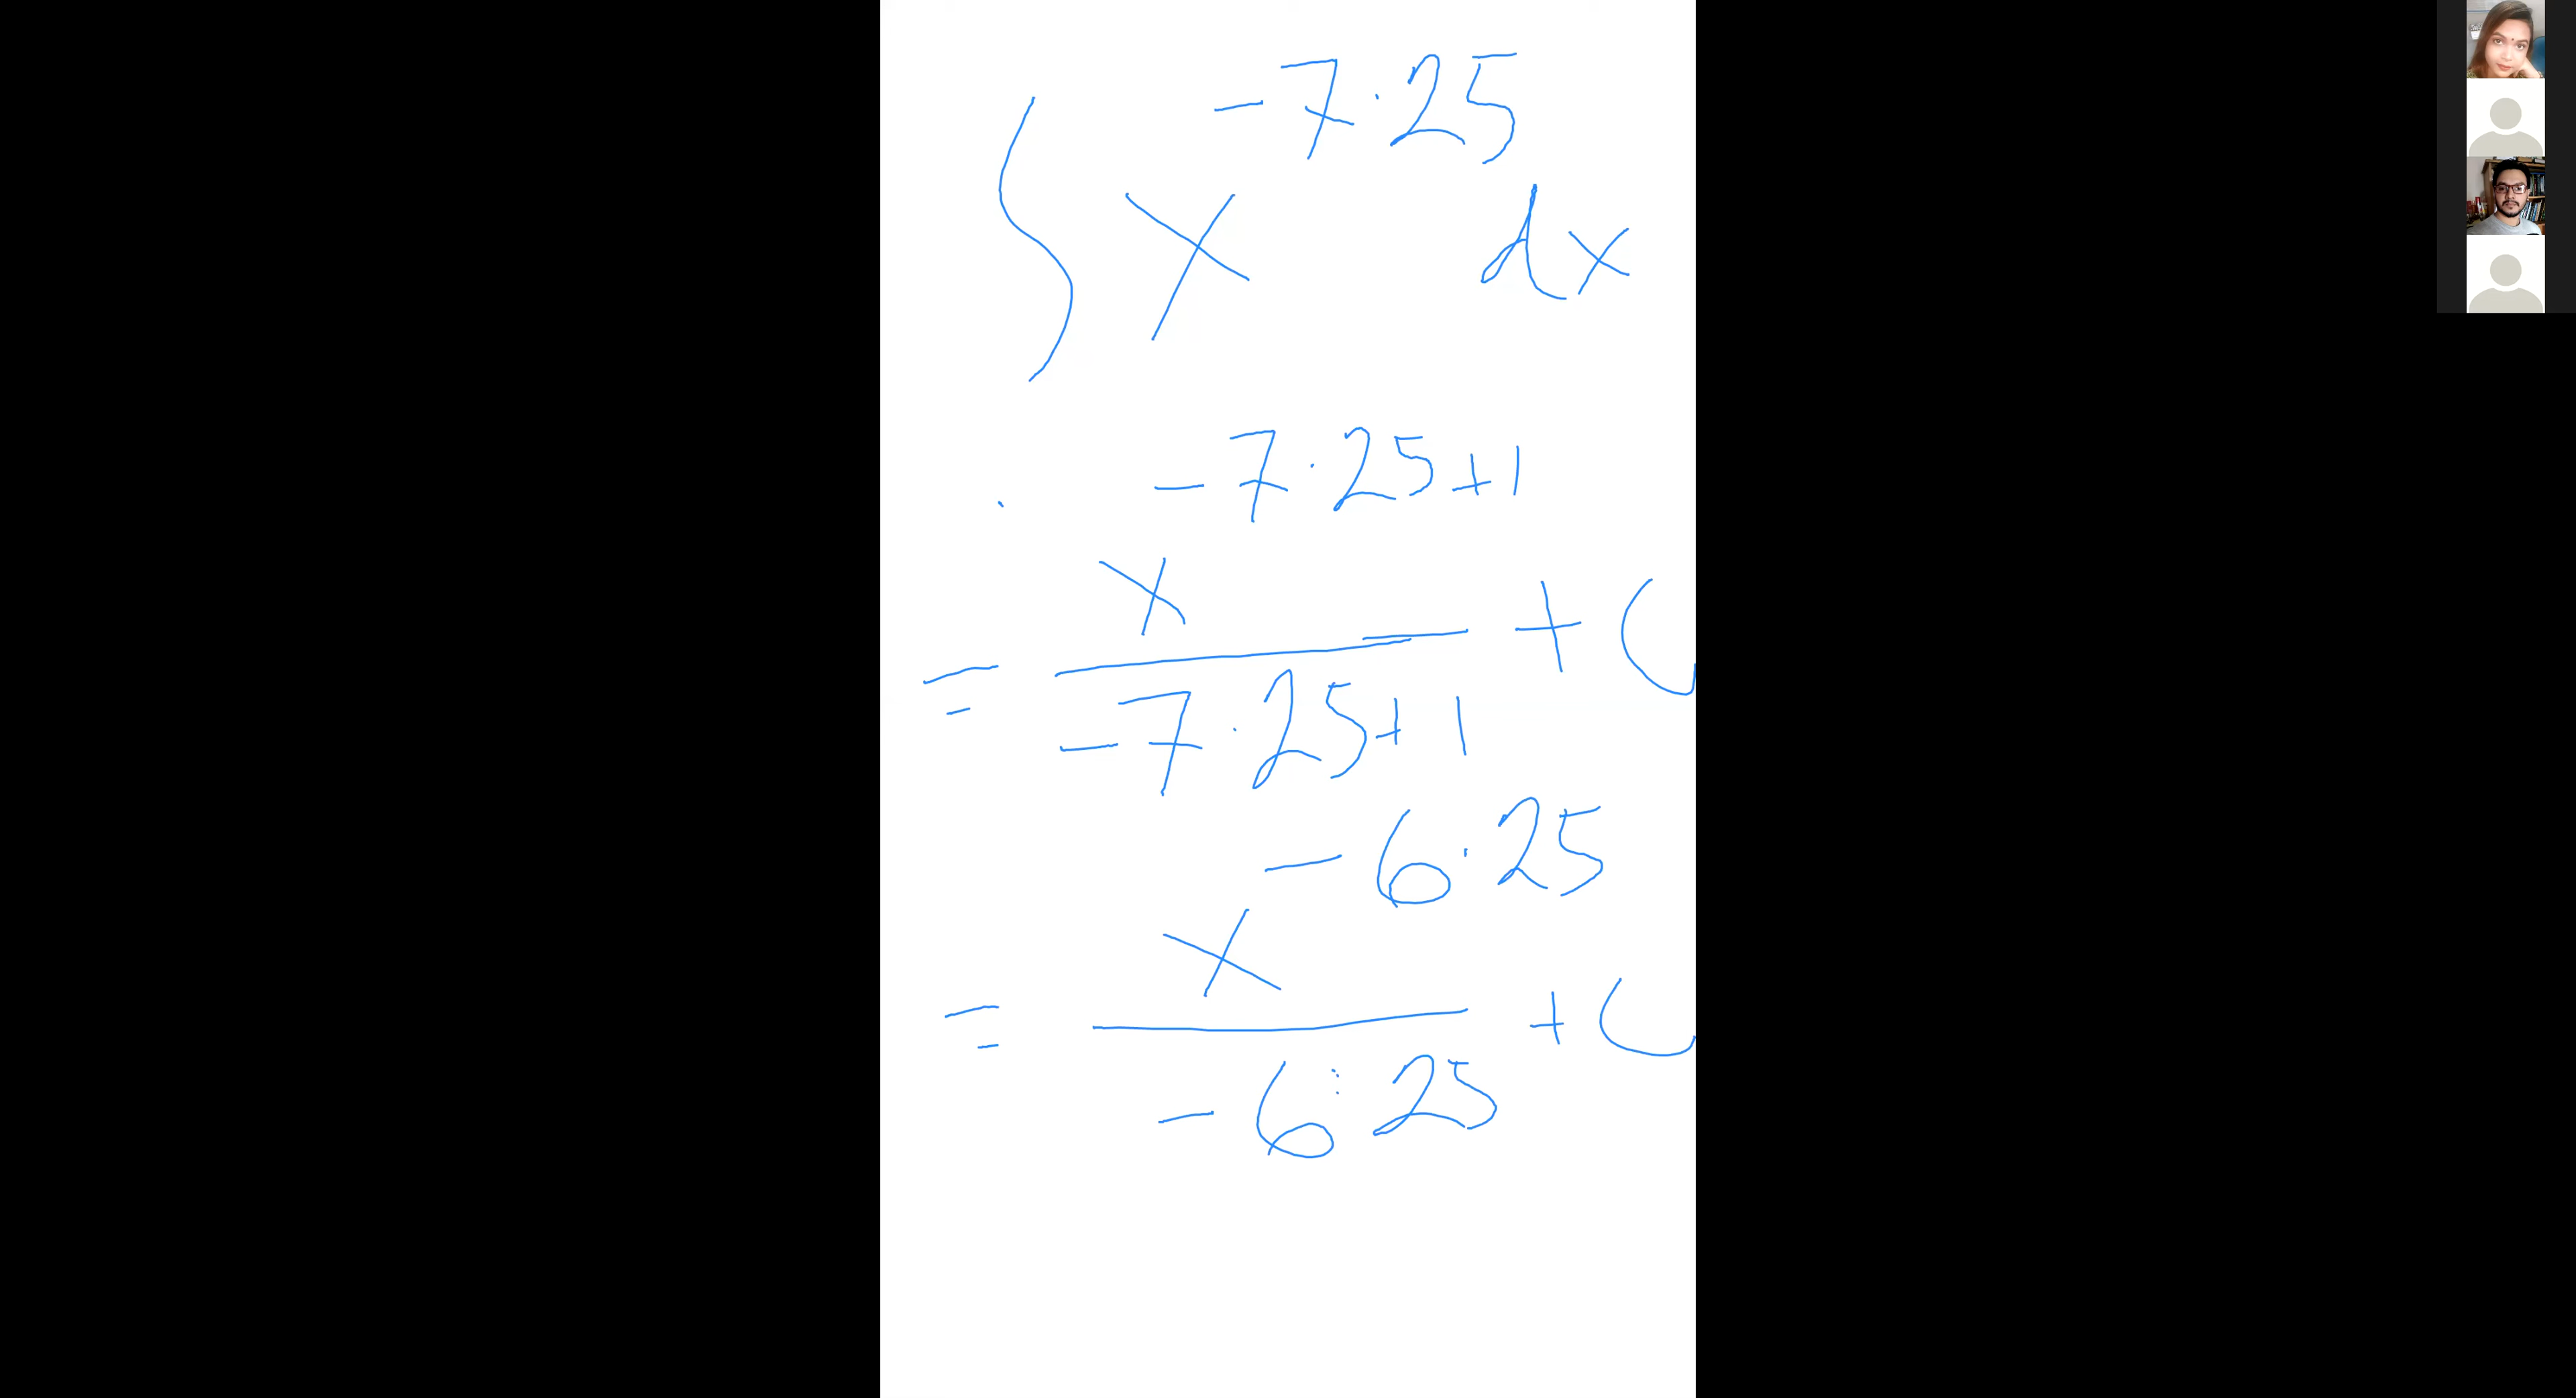 ∫ x^-7.25 dx
= x^-7.25+1 / -7.25+1 + C
= x^-6.25 / -6.25 + C